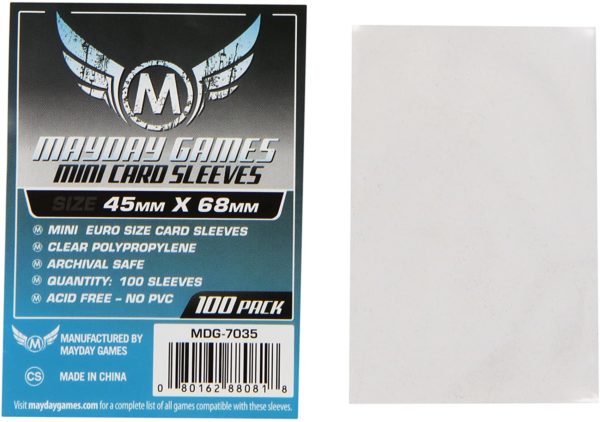 M
MAYDAY GAMES
MINI CARD SLEEVES
SIZE 45MM X 68MM
M MINI EURO SIZE CARD SLEEVES
M CLEAR POLYPROPYLENE
M ARCHIVAL SAFE
M QUANTITY: 100 SLEEVES
M ACID FREE – NO PVC
100 PACK
M
MANUFACTURED BY
MAYDAY GAMES
CS
MADE IN CHINA
MDG-7035
0 80162 88081 8
Visit maydaygames.com for a complete list of all games compatible with these sleeves.